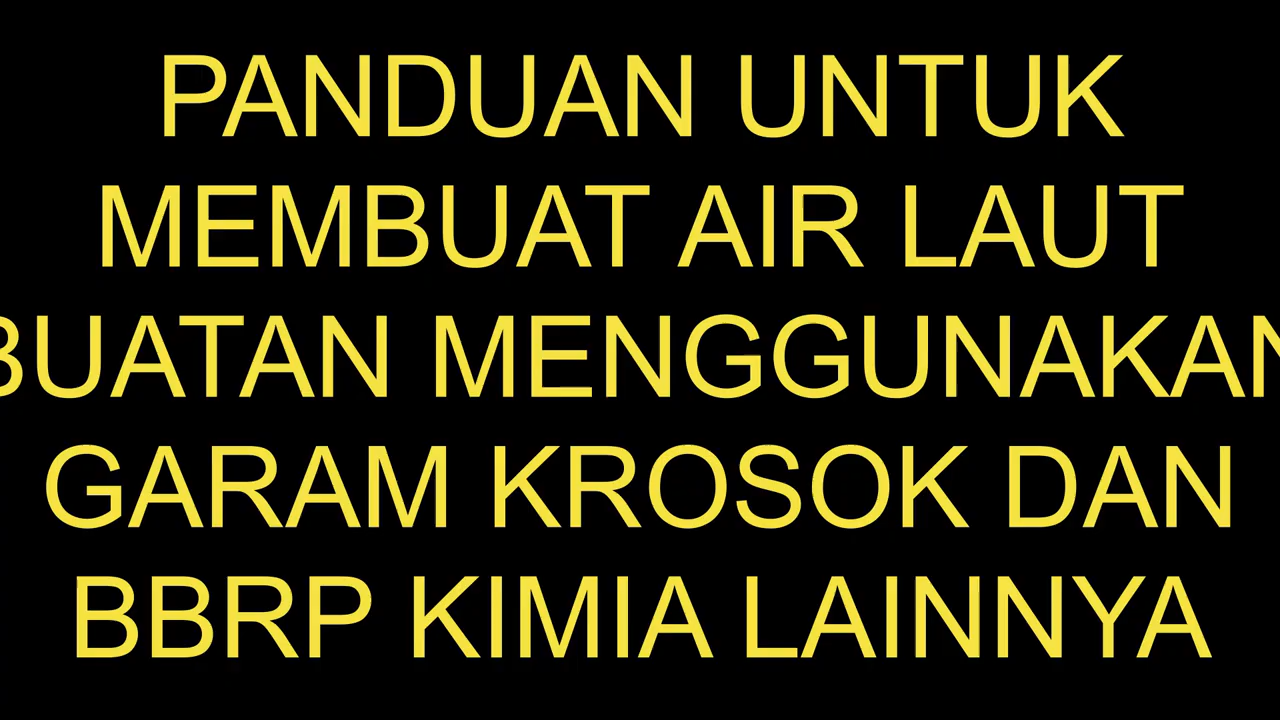 PANDUAN UNTUK
MEMBUAT AIR LAUT
BUATAN MENGGUNAKAN
GARAM KROSOK DAN
BBRP KIMIA LAINNYA